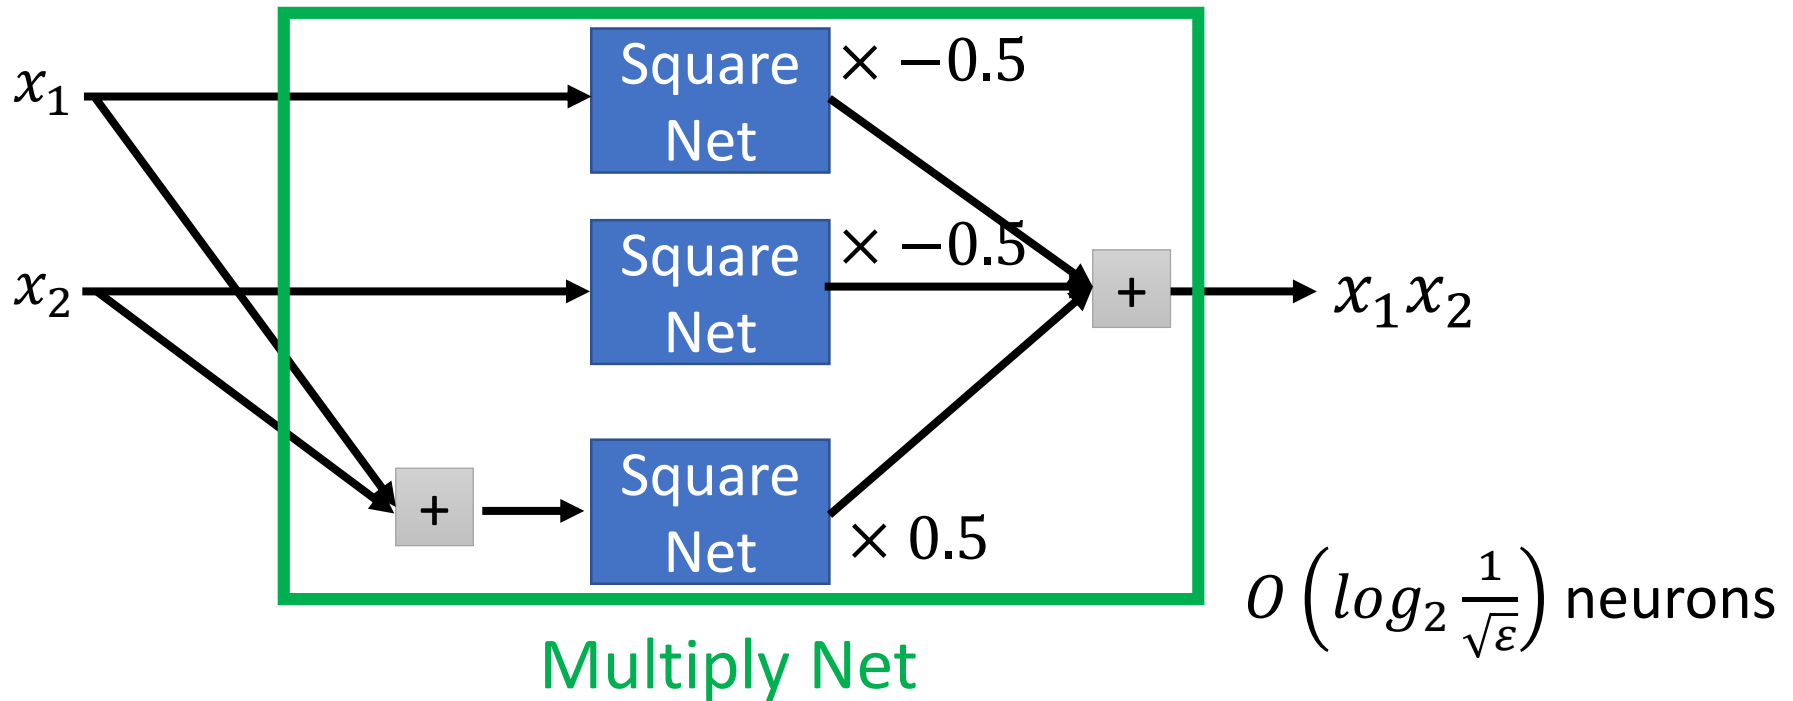 x₁
Square
Net
× −0.5
x₂
Square
Net
× −0.5
+
x₁x₂
+
Square
Net
× 0.5
O(log₂ 1/√ε) neurons
Multiply Net